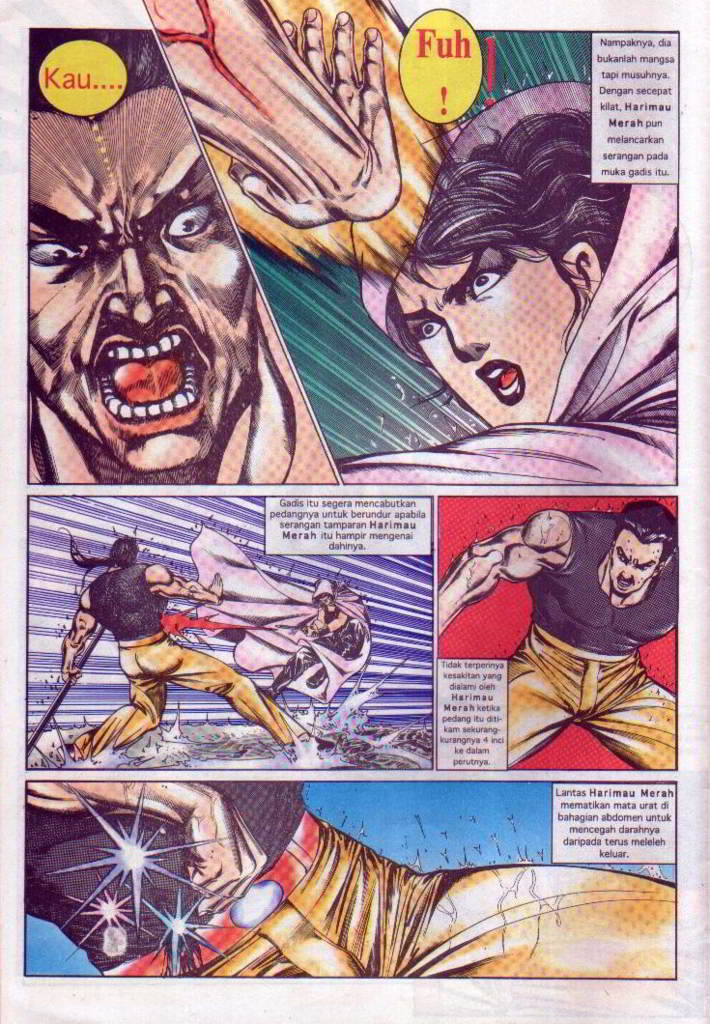 Kau....
Fuh
!
!
Nampaknya, dia
bukanlah mangsa
tapi musuhnya.
Dengan secepat
kilat, Harimau
Merah pun
melancarkan
serangan pada
muka gadis itu.
Gadis itu segera mencabutkan
pedangnya untuk berundur apabila
serangan tamparan Harimau
Merah itu hampir mengenai
dahinya.
Tidak terperinya
kesakitan yang
dialami oleh
Harimau
Merah ketika
pedang itu diti-
kam sekurang-
kurangnya 4 inci
ke dalam
perutnya.
Lantas Harimau Merah
mematikan mata urat di
bahagian abdomen untuk
mencegah darahnya
daripada terus meleleh
keluar.